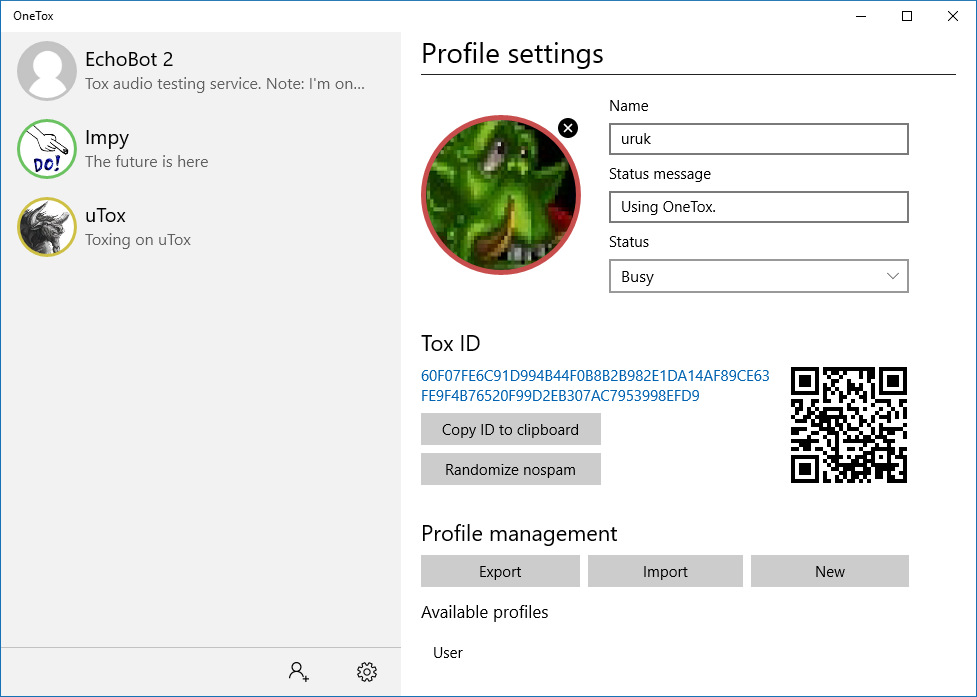 OneTox
EchoBot 2
Tox audio testing service. Note: I'm on...
DO!
Impy
The future is here
uTox
Toxing on uTox
Profile settings
Name
uruk
Status message
Using OneTox.
Status
Busy
Tox ID
60F07FE6C91D994B44F0B8B2B982E1DA14AF89CE63
FE9F4B76520F99D2EB307AC7953998EFD9
Copy ID to clipboard
Randomize nospam
Profile management
Export
Import
New
Available profiles
User